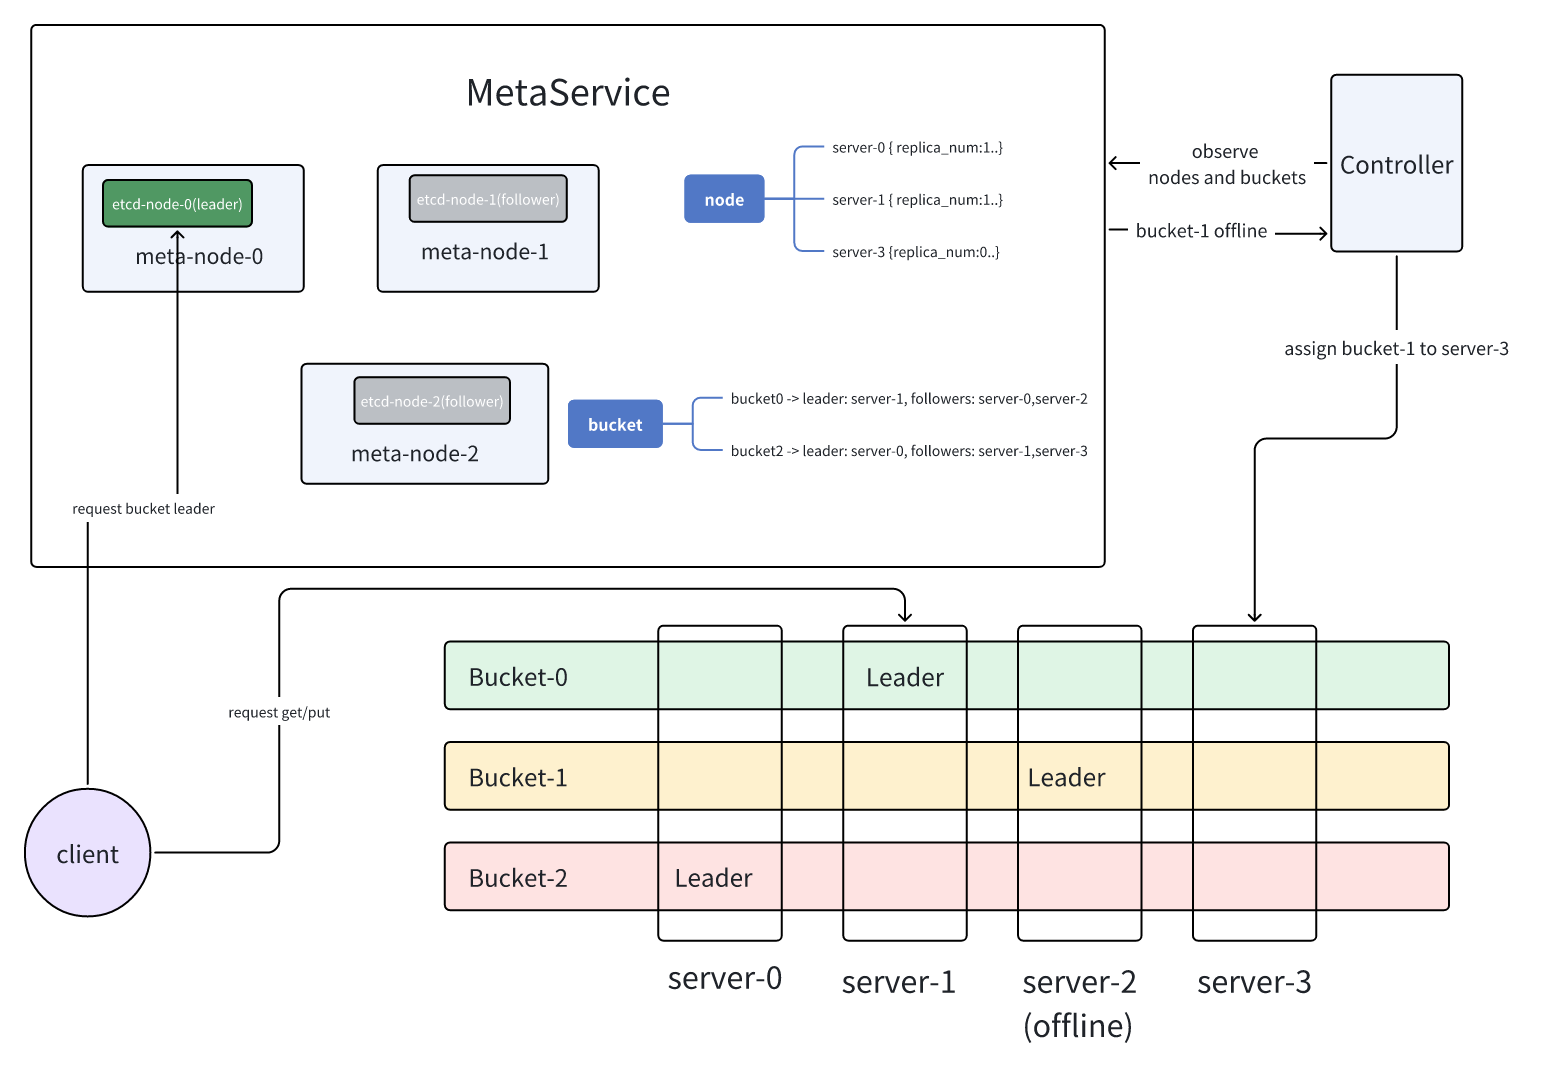 MetaService
etcd-node-0(leader)
meta-node-0
etcd-node-1(follower)
meta-node-1
node
server-0 { replica_num:1..}
server-1 { replica_num:1..}
server-3 {replica_num:0..}
observe
nodes and buckets
Controller
bucket-1 offline
assign bucket-1 to server-3
etcd-node-2(follower)
meta-node-2
bucket
bucket0 -> leader: server-1, followers: server-0,server-2
bucket2 -> leader: server-0, followers: server-1,server-3
request bucket leader
request get/put
client
Bucket-0
Leader
Bucket-1
Leader
Bucket-2
Leader
server-0
server-1
server-2
(offline)
server-3